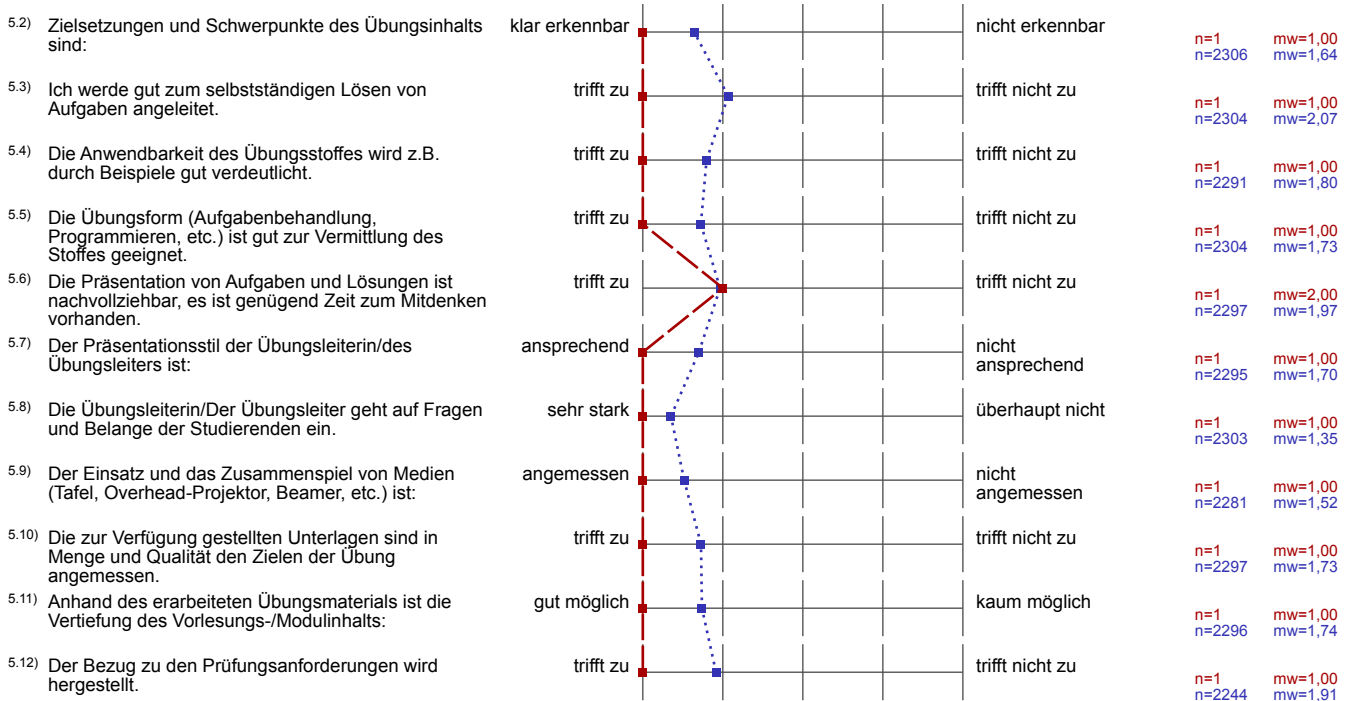 5.2) Zielsetzungen und Schwerpunkte des Übungsinhalts klar erkennbar nicht erkennbar
sind:
n=1 mw=1,00
n=2306 mw=1,64
5.3) Ich werde gut zum selbstständigen Lösen von trifft zu trifft nicht zu
Aufgaben angeleitet.
n=1 mw=1,00
n=2304 mw=2,07
5.4) Die Anwendbarkeit des Übungsstoffes wird z.B. trifft zu trifft nicht zu
durch Beispiele gut verdeutlicht.
n=1 mw=1,00
n=2291 mw=1,80
5.5) Die Übungsform (Aufgabenbehandlung, trifft zu trifft nicht zu
Programmieren, etc.) ist gut zur Vermittlung des
Stoffes geeignet.
n=1 mw=1,00
n=2304 mw=1,73
5.6) Die Präsentation von Aufgaben und Lösungen ist trifft zu trifft nicht zu
nachvollziehbar, es ist genügend Zeit zum Mitdenken
vorhanden.
n=1 mw=2,00
n=2297 mw=1,97
5.7) Der Präsentationsstil der Übungsleiterin/des ansprechend nicht
Übungsleiters ist: ansprechend
n=1 mw=1,00
n=2295 mw=1,70
5.8) Die Übungsleiterin/Der Übungsleiter geht auf Fragen sehr stark überhaupt nicht
und Belange der Studierenden ein.
n=1 mw=1,00
n=2303 mw=1,35
5.9) Der Einsatz und das Zusammenspiel von Medien angemessen nicht
(Tafel, Overhead-Projektor, Beamer, etc.) ist: angemessen
n=1 mw=1,00
n=2281 mw=1,52
5.10) Die zur Verfügung gestellten Unterlagen sind in trifft zu trifft nicht zu
Menge und Qualität den Zielen der Übung
angemessen.
n=1 mw=1,00
n=2297 mw=1,73
5.11) Anhand des erarbeiteten Übungsmaterials ist die gut möglich kaum möglich
Vertiefung des Vorlesungs-/Modulinhalts:
n=1 mw=1,00
n=2296 mw=1,74
5.12) Der Bezug zu den Prüfungsanforderungen wird trifft zu trifft nicht zu
hergestellt.
n=1 mw=1,00
n=2244 mw=1,91